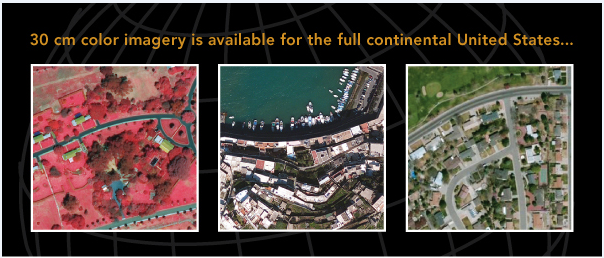 30 cm color imagery is available for the full continental United States...